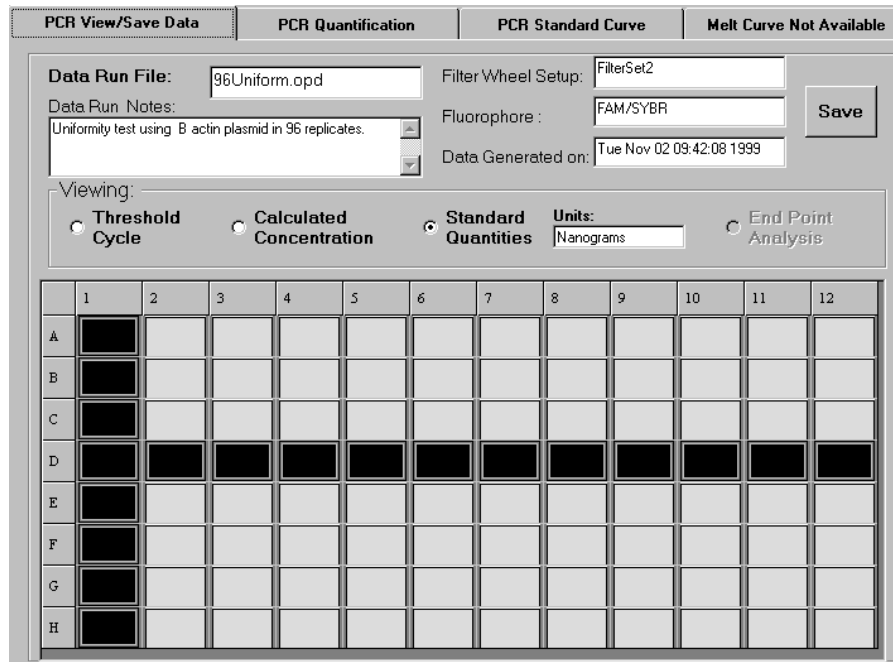 PCR View/Save Data
PCR Quantification
PCR Standard Curve
Melt Curve Not Available
Data Run File:
96Uniform.opd
Filter Wheel Setup:
FilterSet2
Data Run Notes:
Uniformity test using B actin plasmid in 96 replicates.
Fluorophore :
FAM/SYBR
Save
Data Generated on:
Tue Nov 02 09:42:08 1999
Viewing:
Threshold
Cycle
Calculated
Concentration
Standard
Quantities
Units:
Nanograms
End Point
Analysis
1 2 3 4 5 6 7 8 9 10 11 12
A
B
C
D
E
F
G
H